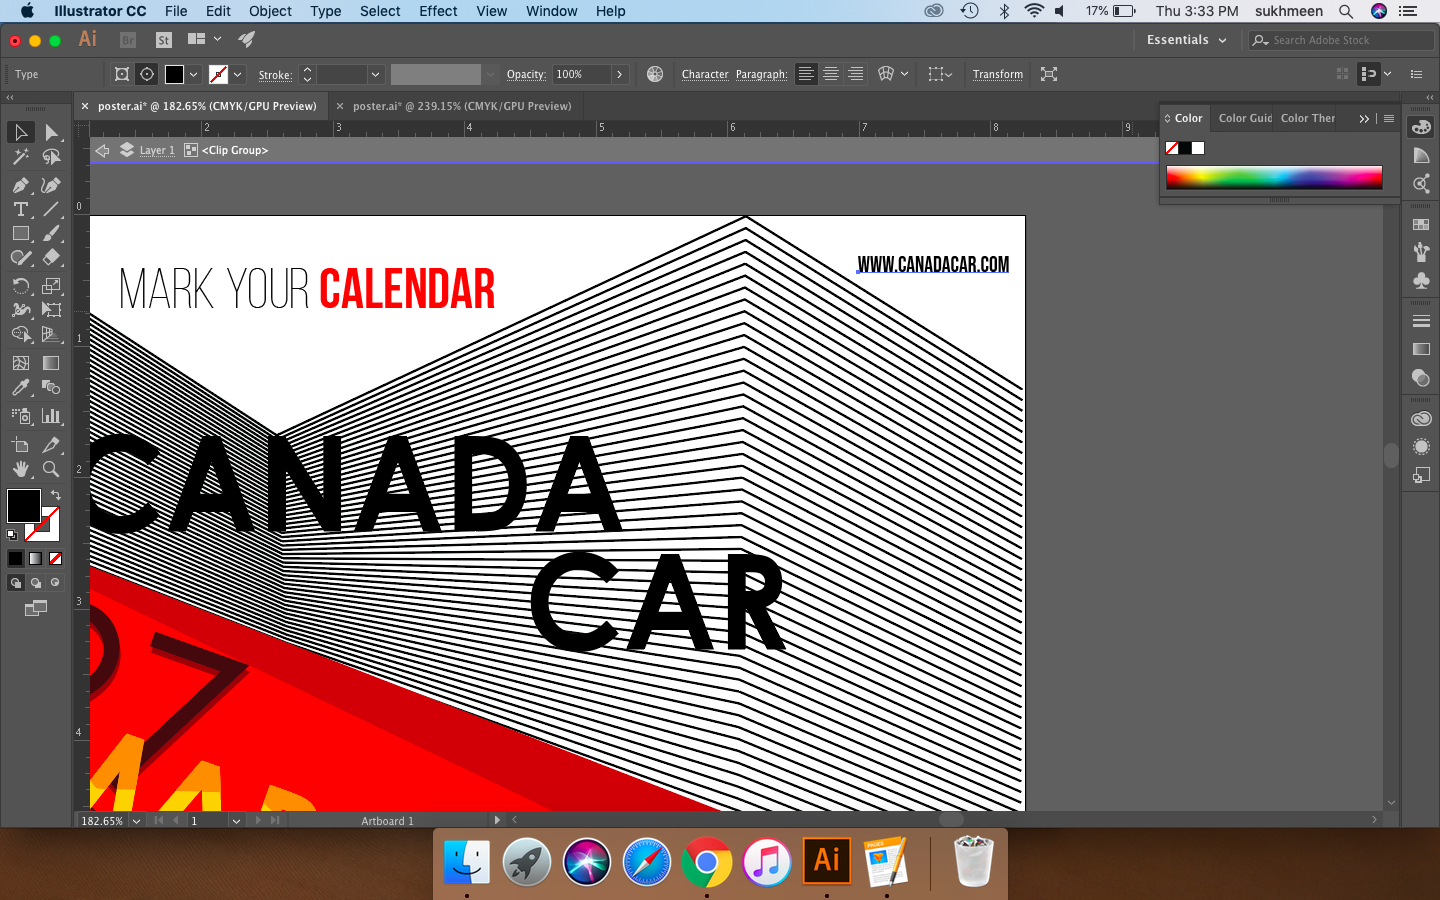 Illustrator CC File Edit Object Type Select Effect View Window Help 17% Thu 3:33 PM sukhmeen
Ai Br St Essentials Search Adobe Stock
Type Stroke: Opacity: 100% Character Paragraph: Transform
poster.ai* @ 182.65% (CMYK/GPU Preview) poster.ai* @ 239.15% (CMYK/GPU Preview)
Color Color Guid Color Ther
2 3 4 5 6 7 8 9
Layer 1 <Clip Group>
0
1
2
3
4
MARK YOUR CALENDAR
WWW.CANADACAR.COM
CANADA
CAR
7
182.65% 1 Artboard 1
Ai PAGES